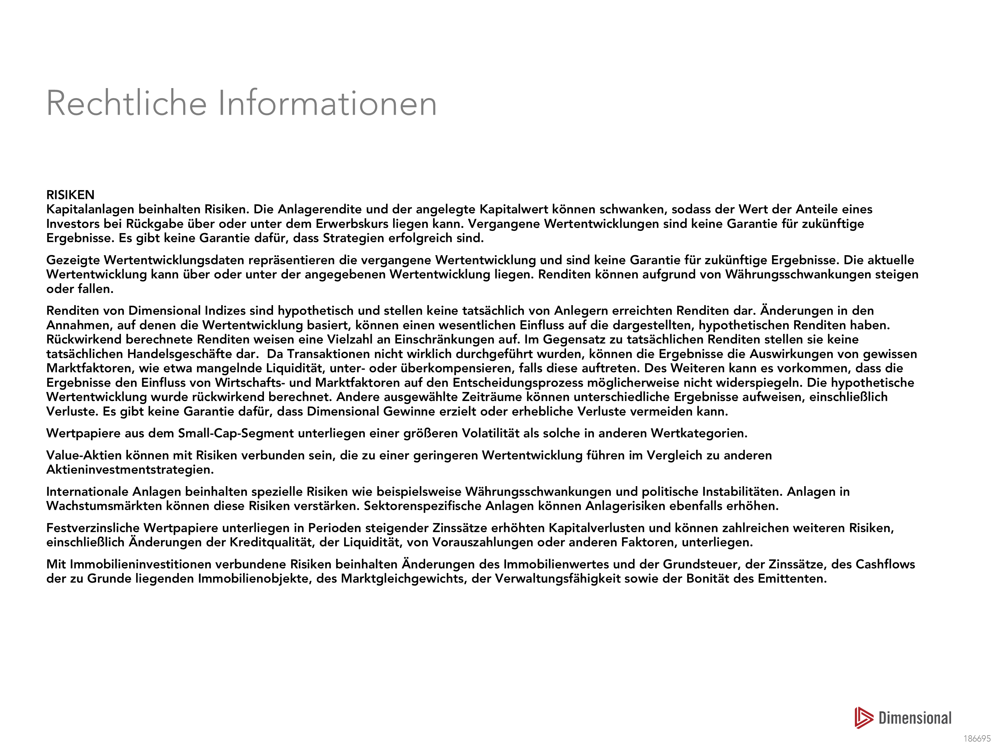 Rechtliche Informationen
RISIKEN
Kapitalanlagen beinhalten Risiken. Die Anlagerendite und der angelegte Kapitalwert können schwanken, sodass der Wert der Anteile eines
Investors bei Rückgabe über oder unter dem Erwerbskurs liegen kann. Vergangene Wertentwicklungen sind keine Garantie für zukünftige
Ergebnisse. Es gibt keine Garantie dafür, dass Strategien erfolgreich sind.
Gezeigte Wertentwicklungsdaten repräsentieren die vergangene Wertentwicklung und sind keine Garantie für zukünftige Ergebnisse. Die aktuelle
Wertentwicklung kann über oder unter der angegebenen Wertentwicklung liegen. Renditen können aufgrund von Währungsschwankungen steigen
oder fallen.
Renditen von Dimensional Indizes sind hypothetisch und stellen keine tatsächlich von Anlegern erreichten Renditen dar. Änderungen in den
Annahmen, auf denen die Wertentwicklung basiert, können einen wesentlichen Einfluss auf die dargestellten, hypothetischen Renditen haben.
Rückwirkend berechnete Renditen weisen eine Vielzahl an Einschränkungen auf. Im Gegensatz zu tatsächlichen Renditen stellen sie keine
tatsächlichen Handelsgeschäfte dar.  Da Transaktionen nicht wirklich durchgeführt wurden, können die Ergebnisse die Auswirkungen von gewissen
Marktfaktoren, wie etwa mangelnde Liquidität, unter- oder überkompensieren, falls diese auftreten. Des Weiteren kann es vorkommen, dass die
Ergebnisse den Einfluss von Wirtschafts- und Marktfaktoren auf den Entscheidungsprozess möglicherweise nicht widerspiegeln. Die hypothetische
Wertentwicklung wurde rückwirkend berechnet. Andere ausgewählte Zeiträume können unterschiedliche Ergebnisse aufweisen, einschließlich
Verluste. Es gibt keine Garantie dafür, dass Dimensional Gewinne erzielt oder erhebliche Verluste vermeiden kann.
Wertpapiere aus dem Small-Cap-Segment unterliegen einer größeren Volatilität als solche in anderen Wertkategorien.
Value-Aktien können mit Risiken verbunden sein, die zu einer geringeren Wertentwicklung führen im Vergleich zu anderen
Aktieninvestmentstrategien.
Internationale Anlagen beinhalten spezielle Risiken wie beispielsweise Währungsschwankungen und politische Instabilitäten. Anlagen in
Wachstumsmärkten können diese Risiken verstärken. Sektorenspezifische Anlagen können Anlagerisiken ebenfalls erhöhen.
Festverzinsliche Wertpapiere unterliegen in Perioden steigender Zinssätze erhöhten Kapitalverlusten und können zahlreichen weiteren Risiken,
einschließlich Änderungen der Kreditqualität, der Liquidität, von Vorauszahlungen oder anderen Faktoren, unterliegen.
Mit Immobilieninvestitionen verbundene Risiken beinhalten Änderungen des Immobilienwertes und der Grundsteuer, der Zinssätze, des Cashflows
der zu Grunde liegenden Immobilienobjekte, des Marktgleichgewichts, der Verwaltungsfähigkeit sowie der Bonität des Emittenten.
Dimensional
186695